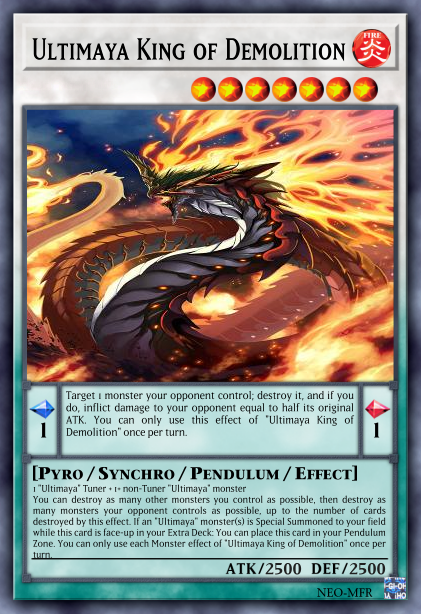 ULTIMAYA KING OF DEMOLITION
FIRE
炎
Target 1 monster your opponent control; destroy it, and if you
do, inflict damage to your opponent equal to half its original
ATK. You can only use this effect of "Ultimaya King of
Demolition" once per turn.
1
1
[PYRO / SYNCHRO / PENDULUM / EFFECT]
1 "Ultimaya" Tuner + 1+ non-Tuner "Ultimaya" monster
You can destroy as many other monsters you control as possible, then destroy as
many monsters your opponent controls as possible, up to the number of cards
destroyed by this effect. If an "Ultimaya" monster(s) is Special Summoned to your field
while this card is face-up in your Extra Deck: You can place this card in your Pendulum
Zone. You can only use each Monster effect of "Ultimaya King of Demolition" once per
turn.
ATK/2500 DEF/2500
NEO-MFR